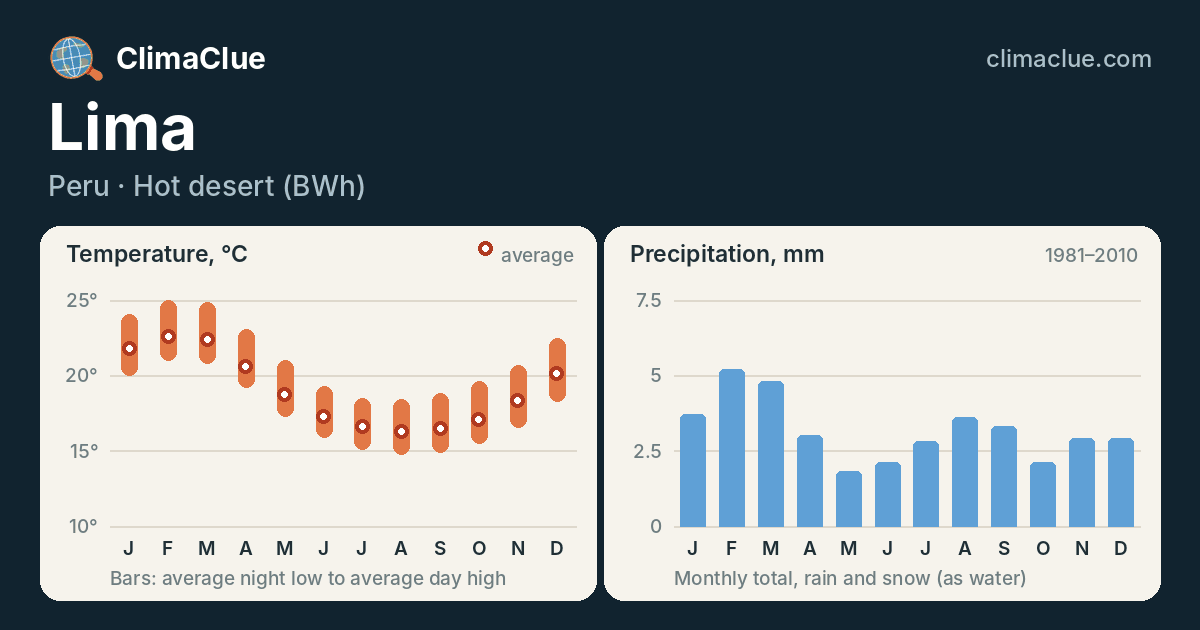 ClimaClue
climaclue.com
Lima
Peru · Hot desert (BWh)
Temperature, °C
average
25°
20°
15°
10°
J F M A M J J A S O N D
Bars: average night low to average day high
Precipitation, mm
1981–2010
7.5
5
2.5
0
J F M A M J J A S O N D
Monthly total, rain and snow (as water)